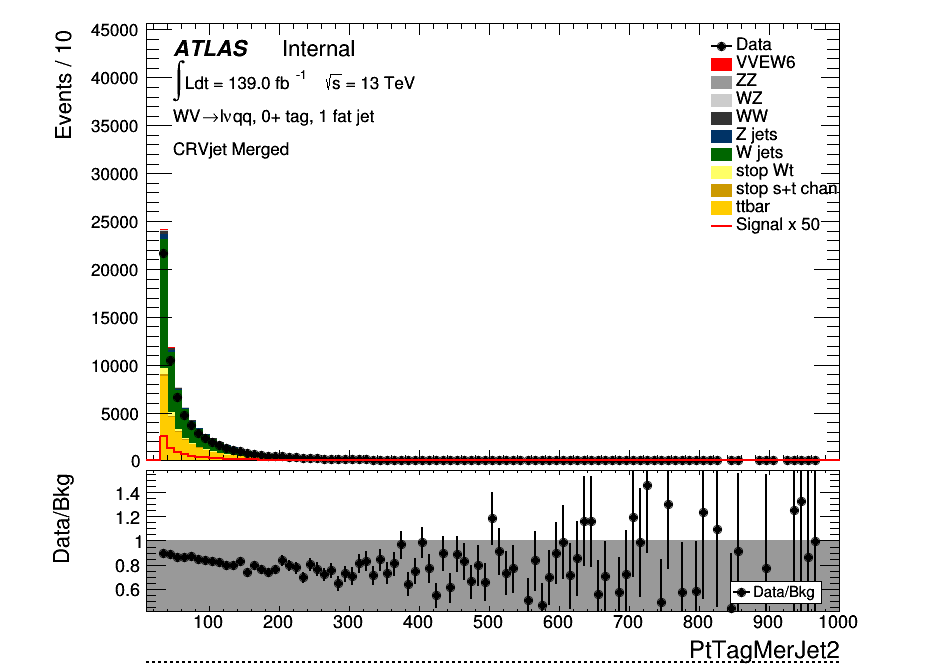 Events / 10
45000
40000
35000
30000
25000
20000
15000
10000
5000
0
ATLAS Internal
∫Ldt = 139.0 fb⁻¹ √s = 13 TeV
WV→lνqq, 0+ tag, 1 fat jet
CRVjet Merged
Data
VVEW6
ZZ
WZ
WW
Z jets
W jets
stop Wt
stop s+t chan
ttbar
Signal x 50
Data/Bkg
1.4
1.2
1
0.8
0.6
Data/Bkg
100 200 300 400 500 600 700 800 900 1000
PtTagMerJet2